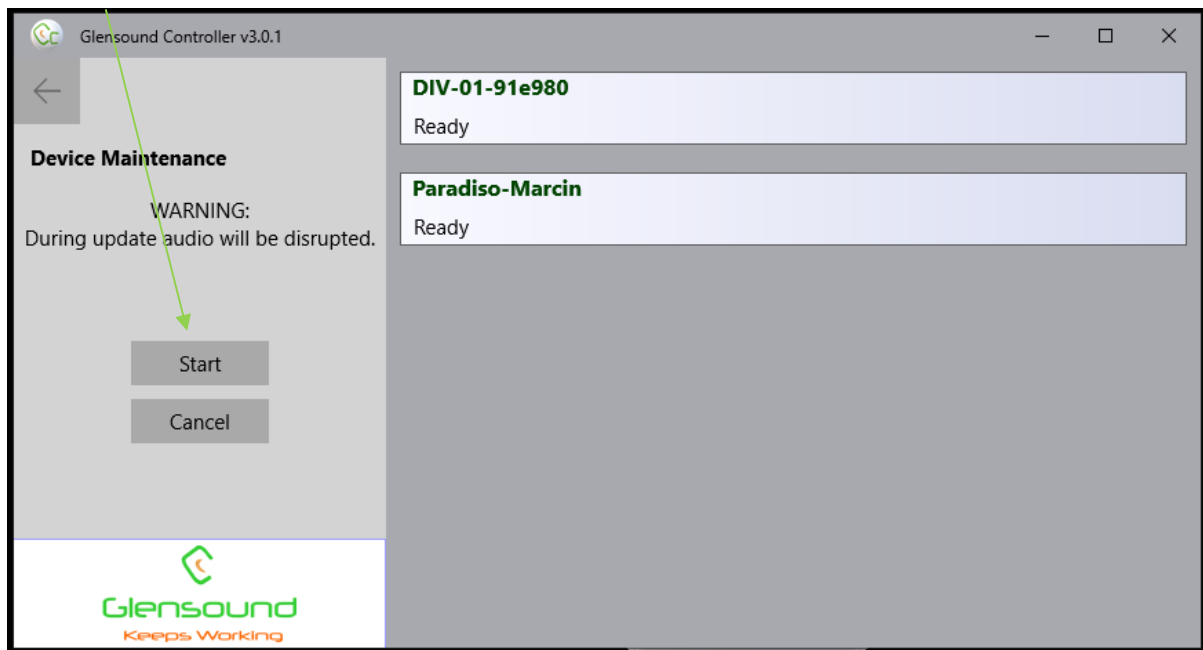 Glensound Controller v3.0.1
Device Maintenance
WARNING:
During update audio will be disrupted.
Start
Cancel
Glensound
Keeps Working
DIV-01-91e980
Ready
Paradiso-Marcin
Ready